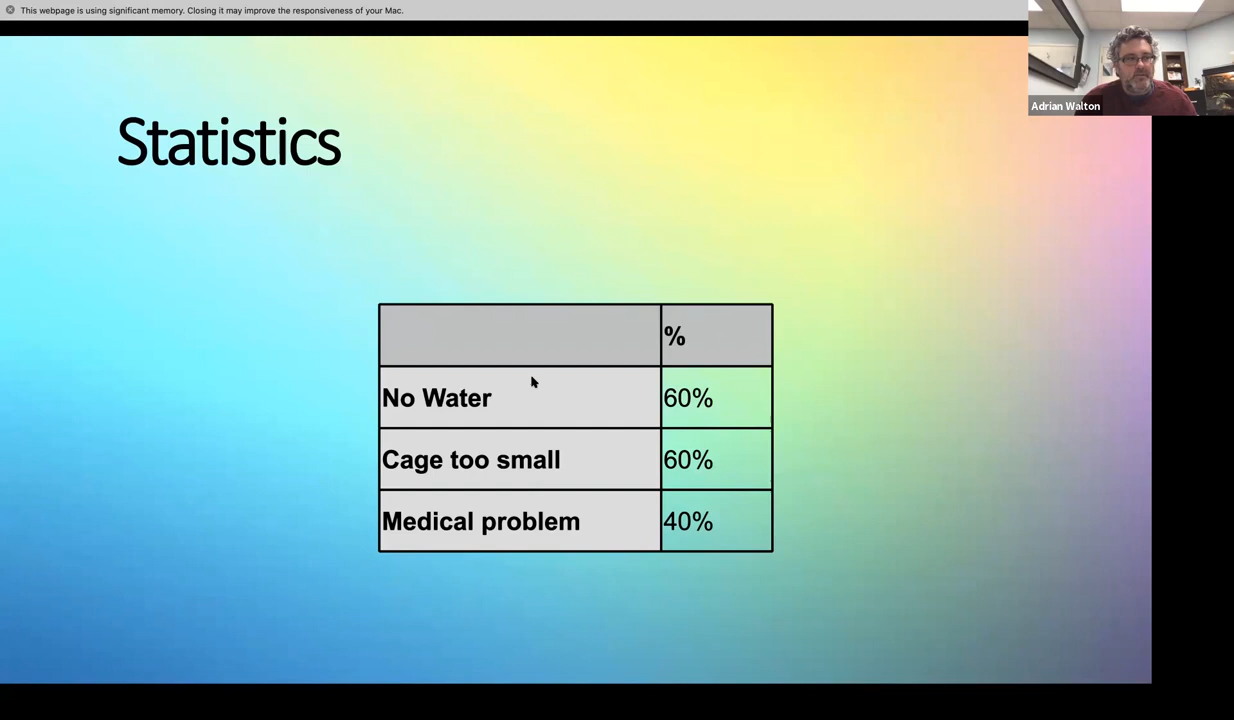 This webpage is using significant memory. Closing it may improve the responsiveness of your Mac.
Adrian Walton
Statistics
%
No Water 60%
Cage too small 60%
Medical problem 40%